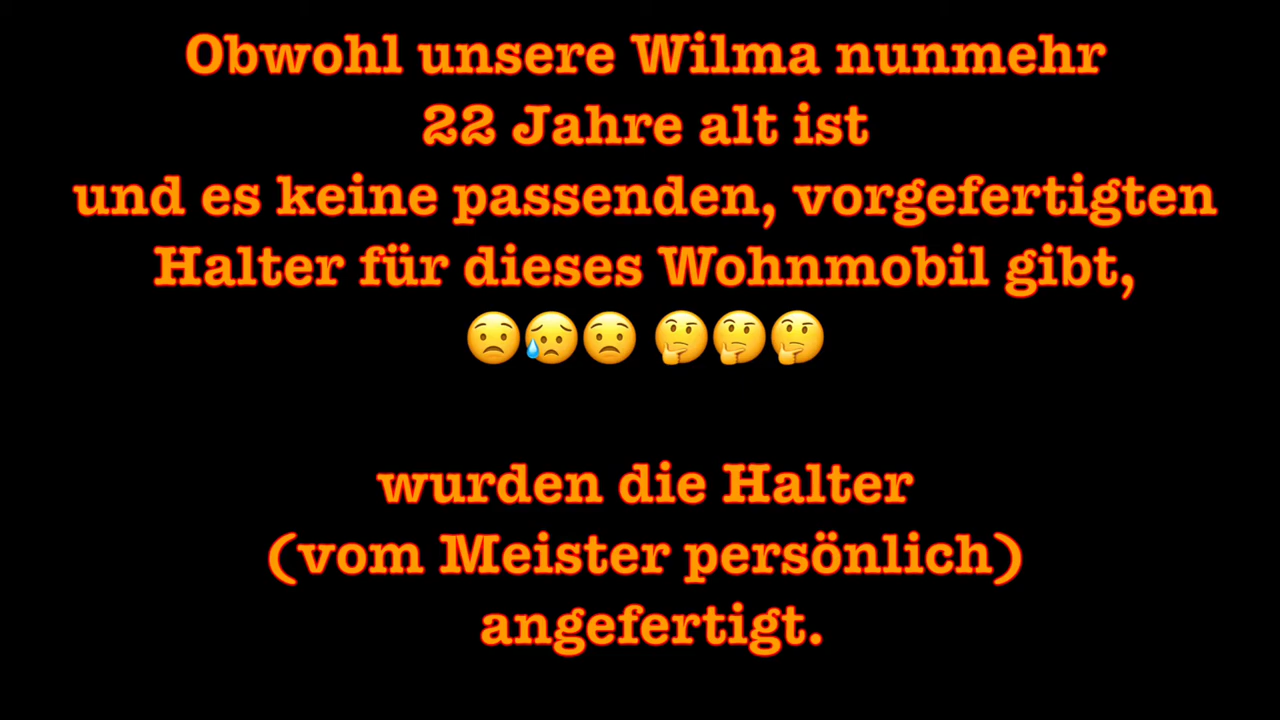 Obwohl unsere Wilma nunmehr
22 Jahre alt ist
und es keine passenden, vorgefertigten
Halter für dieses Wohnmobil gibt,
😟😥😟 🤔🤔🤔
wurden die Halter
(vom Meister persönlich)
angefertigt.